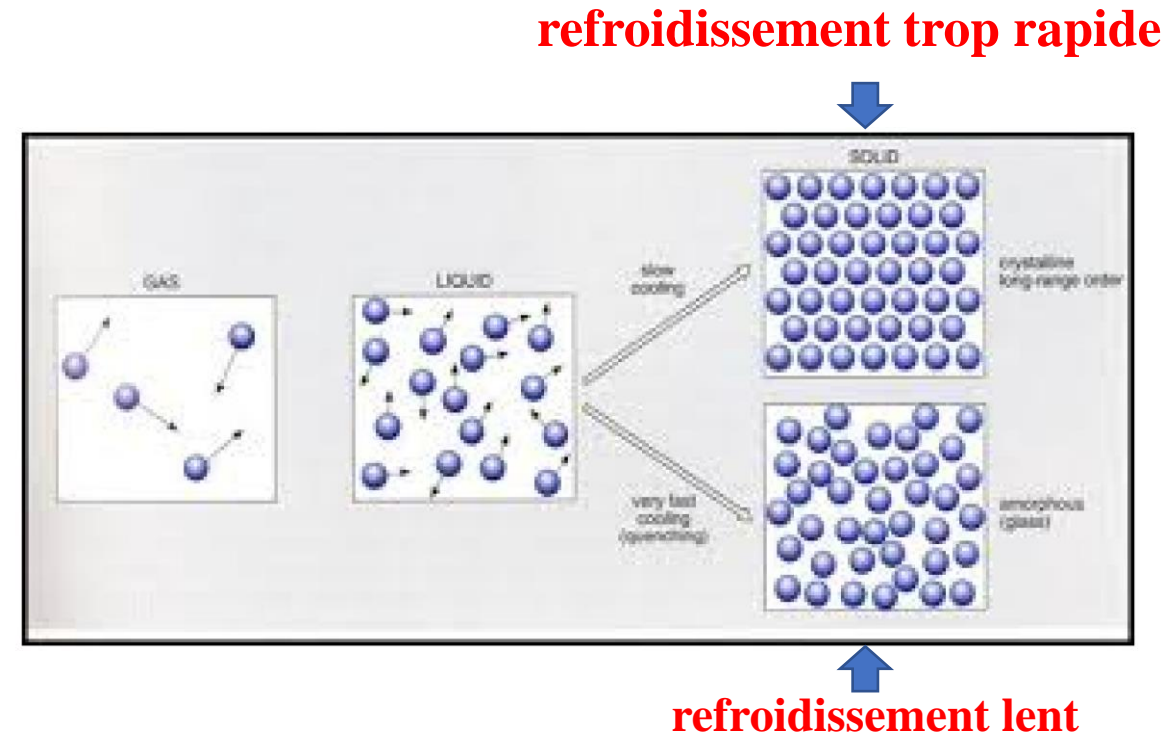 refroidissement trop rapide
SOLID
GAS
LIQUID
slow
cooling
crystalline
long-range order
very fast
cooling
(quenching)
amorphous
(glass)
refroidissement lent